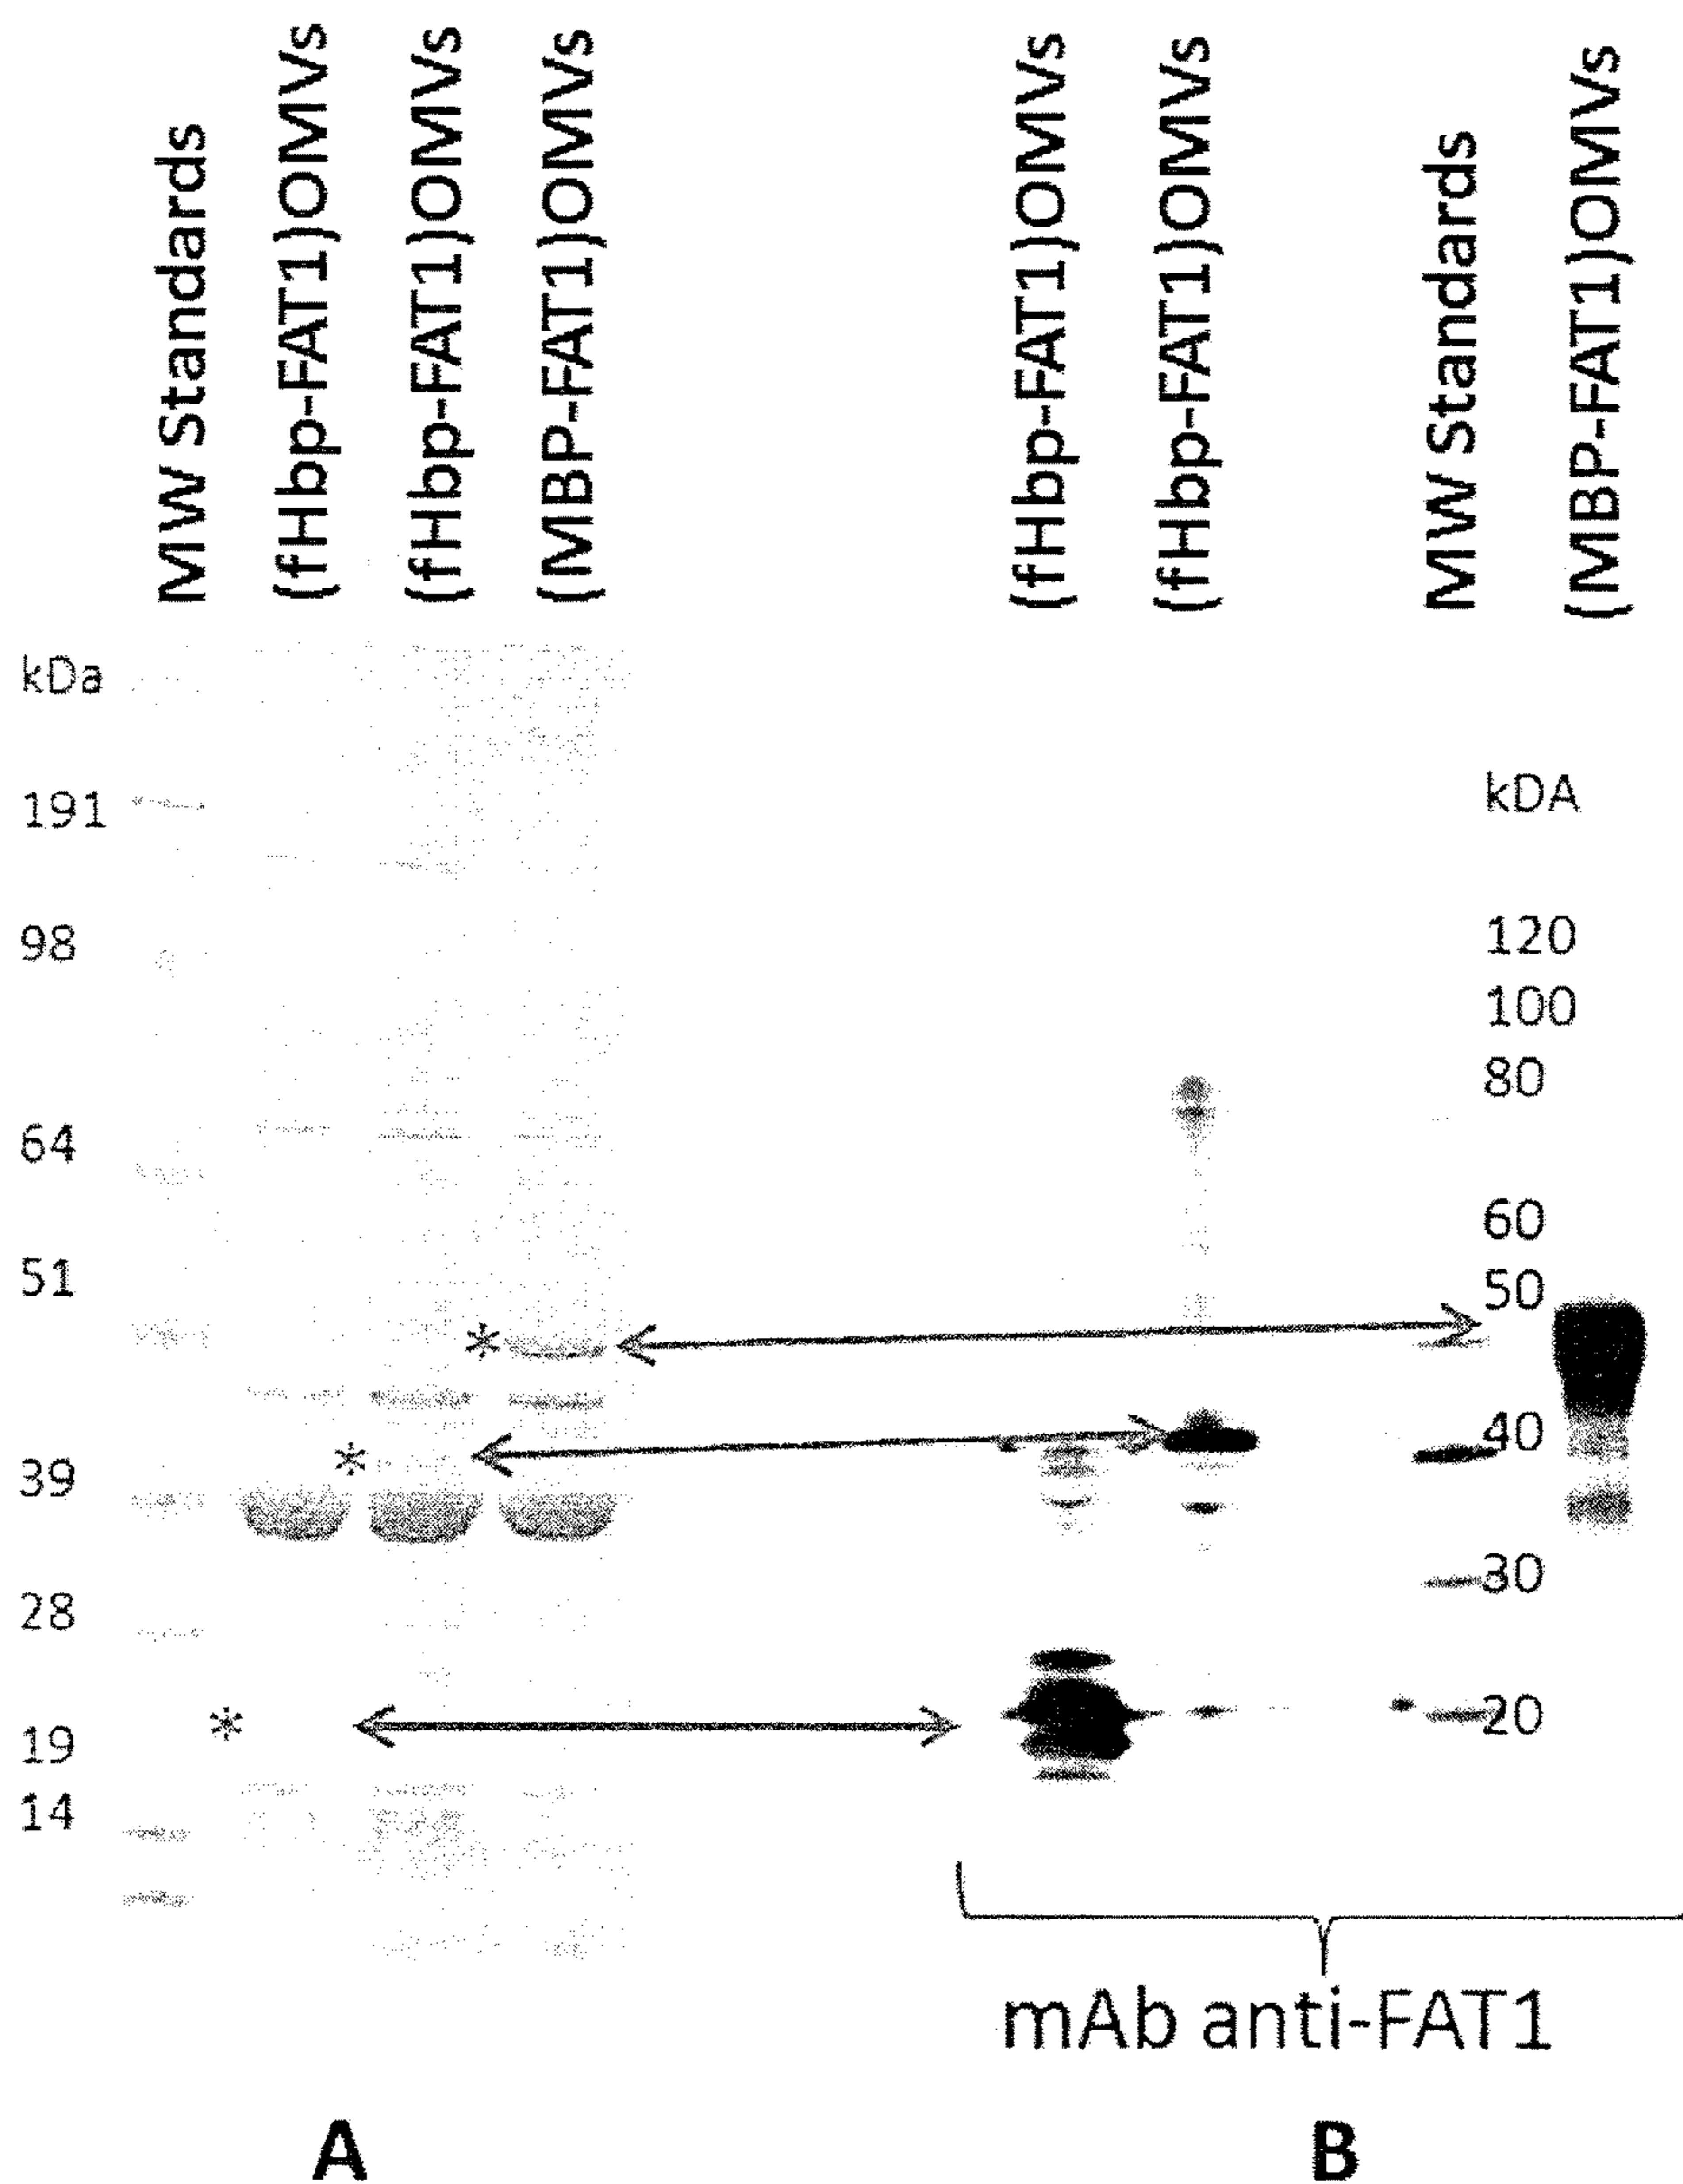 MW Standards
(fHbp-FAT1)OMVs
(fHbp-FAT1)OMVs
(MBP-FAT1)OMVs
(fHbp-FAT1)OMVs
(fHbp-FAT1)OMVs
MW Standards
(MBP-FAT1)OMVs
kDa
191
98
64
51
*
*
39
28
*
19
14
kDA
120
100
80
60
50
40
30
20
mAb anti-FAT1
A
B